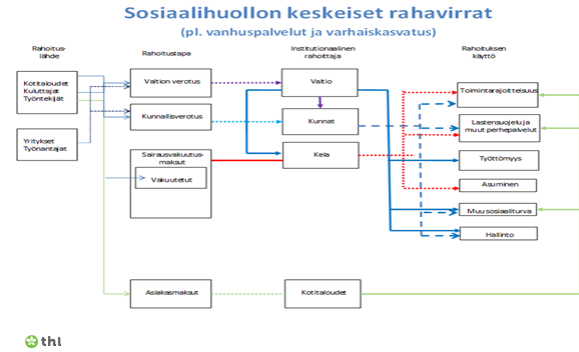 Sosiaalihuollon keskeiset rahavirrat
(pl. vanhuspalvelut ja varhaiskasvatus)
Rahoitus-
lähde
Rahoitustapa
Institutionaalinen
rahoittaja
Rahoituksen
käyttö
Kotitaloudet
Kuluttajat
Työntekijät
Yritykset
Työnantajat
Valtion verotus
Kunnallisverotus
Sairausvakuutus-
maksut
Vakuutetut
Asiakasmaksut
Valtio
Kunnat
Kela
Kotitaloudet
Toimintarajoitteisuus
Lastensuojelu ja
muut perhepalvelut
Työttömyys
Asuminen
Muu sosiaaliturva
Hallinto
thl